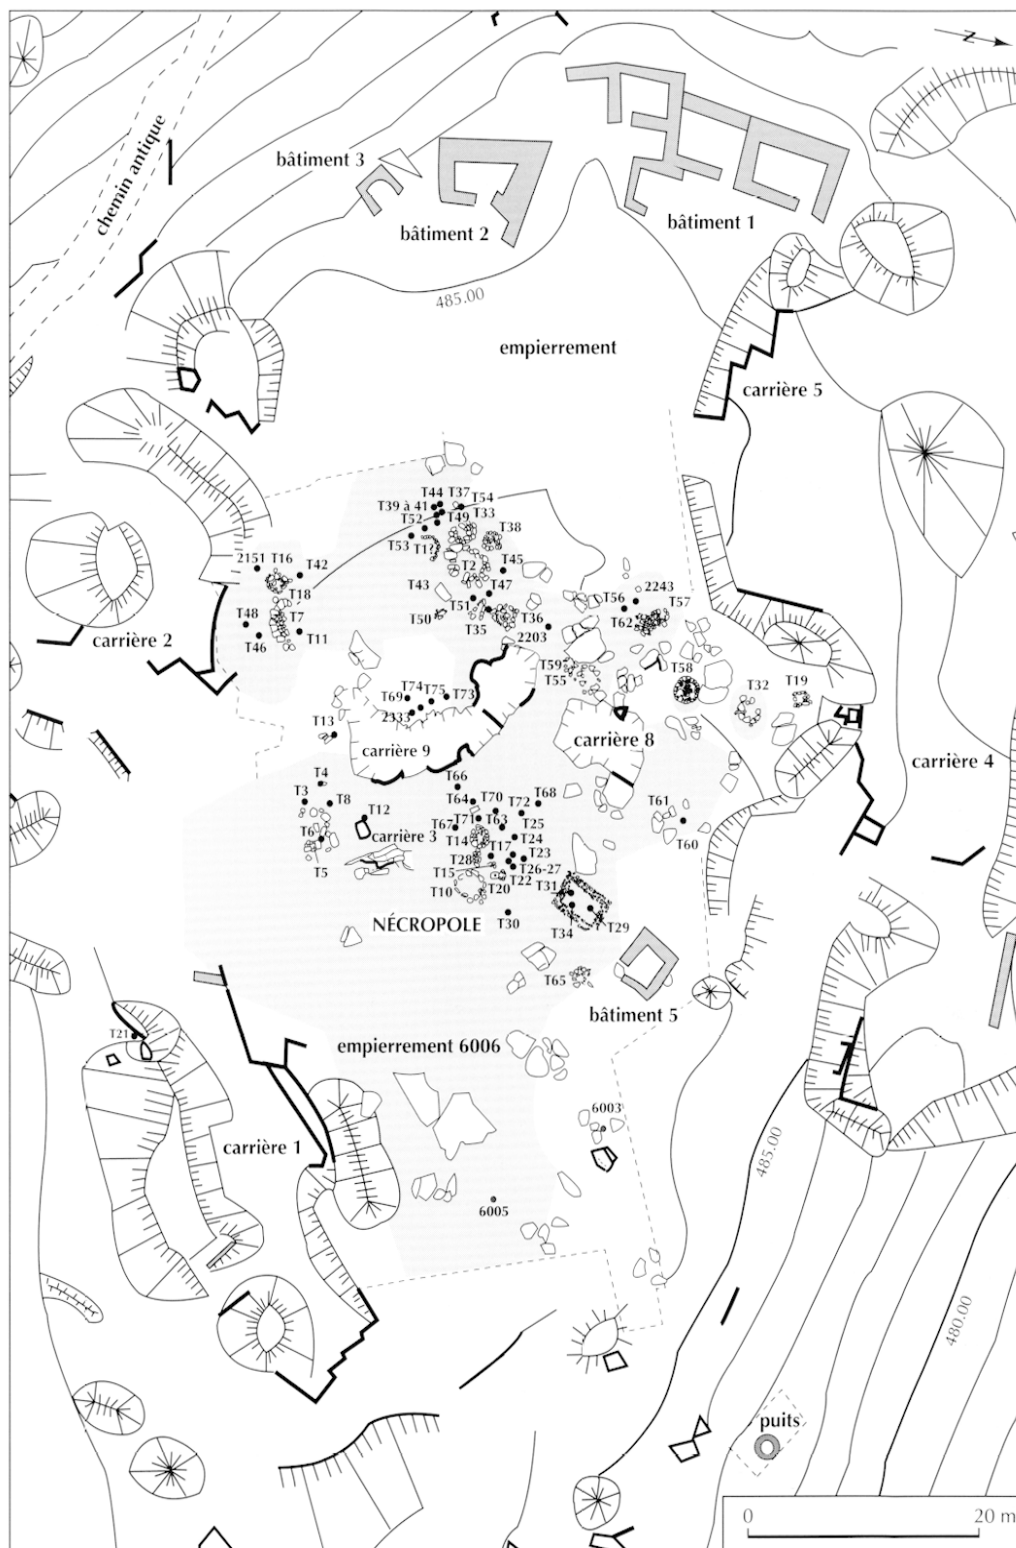 N
chemin antique
bâtiment 3
bâtiment 2
bâtiment 1
485.00
empierrement
carrière 5
T44 T37 T54
T39 à 41 T33
T52 T49 T38
T53 T1? T2 T45
2151 T16 T42
T18
T43 T47
T48 T7 T50 T51 T36 T56 2243 T57
T46 T11 T35 2203 T62
carrière 2
T59 T58
T55 T32 T19
T74 T75 T73
T69
2333
T13
carrière 9
carrière 8
carrière 4
T66
T4
T3 T8 T64 T70 T72 T68
T12 T71 T63 T25 T61
T6 carrière 3 T67 T24 T60
T14 T17 T23
T5 T28 T26-27
T15 T22 T31
T10 T20
NÉCROPOLE T30 T34 T29
T65
bâtiment 5
T21
empierrement 6006
6003
carrière 1
485.00
6005
480.00
puits
0 20 m